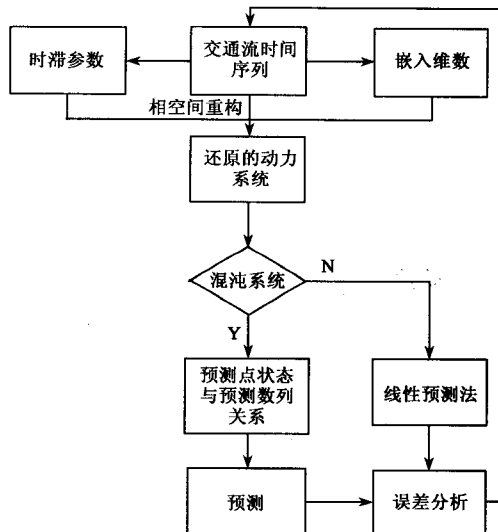 交通流时间
序列
时滞参数
嵌入维数
相空间重构
还原的动力
系统
混沌系统
N
Y
预测点状态
与预测数列
关系
线性预测法
预测
误差分析